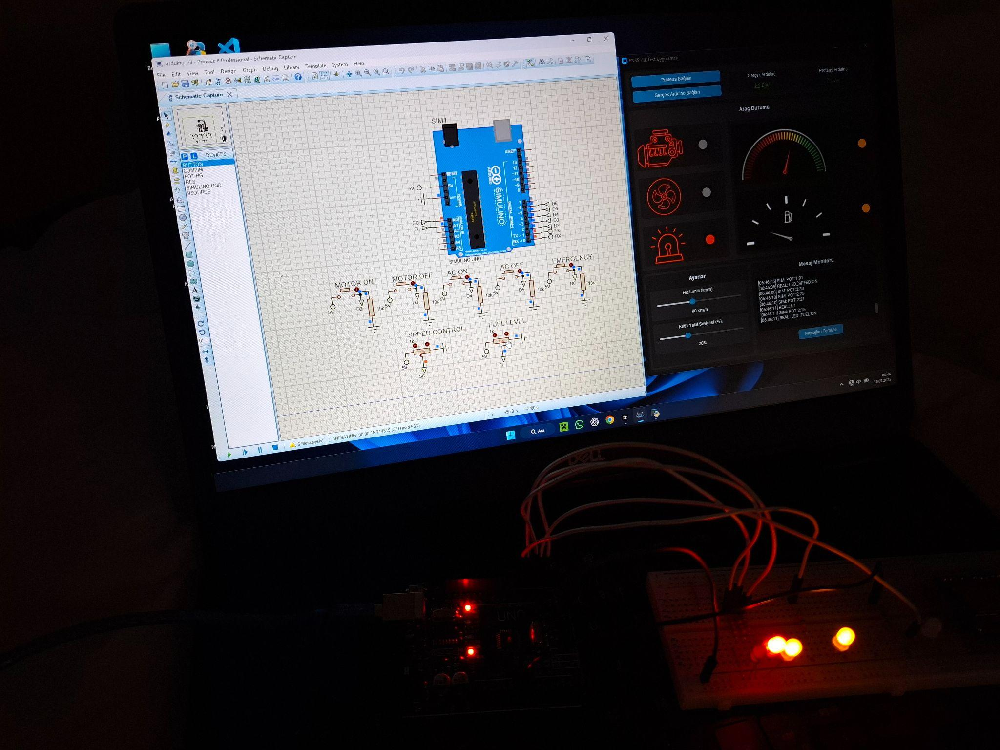 arduino_hil - Proteus 8 Professional - Schematic Capture
File Edit View Tool Design Graph Debug Library Template System Help
Schematic Capture
P L DEVICES
BUTTON
COMPIM
POT-HG
RES
SIMULINO UNO
VSOURCE
LBL
A
S
0°
SIM1
AREF
13
12
~11
~10
~9
8
RESET
5V
5V
GND
POWER
ARDUINO
SIMULINO
DIGITAL (PWM~)
ANALOG IN
ATMEL
7
~6
~5
4
~3
2
TX > 1
RX < 0
D6
D5
D4
D3
D2
TX
RX
SC
FL
A0
A1
A2
A3
A4
A5
www.arduino.cc
blogembarcado.blogspot.com
SIMULINO UNO
MOTOR ON
MOTOR OFF
AC ON
AC OFF
EMERGENCY
5V D2 10k
5V D3 10k
5V D4 10k
5V D5 10k
5V D6 10k
SPEED CONTROL
1k
5V
SC
FUEL LEVEL
1k
5V
FL
x: +50.0 y: -2700.0
th
6 Message(s)
ANIMATING: 00:00:16.714519 (CPU load 68%)
FNSS HIL Test Uygulaması
Proteus Bağlan
Gerçek Arduino Bağlan
Gerçek Arduino:
Bağlı
Proteus Arduino:
Bağlı
Araç Durumu
Ayarlar
Hız Limiti (km/h):
80 km/h
Kritik Yakıt Seviyesi (%):
20%
Mesaj Monitörü
[06:46:05] SIM: POT:1:91
[06:46:05] REAL: LED_SPEED:ON
[06:46:08] SIM: POT:2:30
[06:46:10] SIM: POT:2:25
[06:46:10] SIM: POT:2:21
[06:46:11] REAL: 6,1
[06:46:11] SIM: POT:2:15
[06:46:11] REAL: LED_FUEL:ON
Mesajları Temizle
06:46
18.07.2025
Ara
DELL
UNO